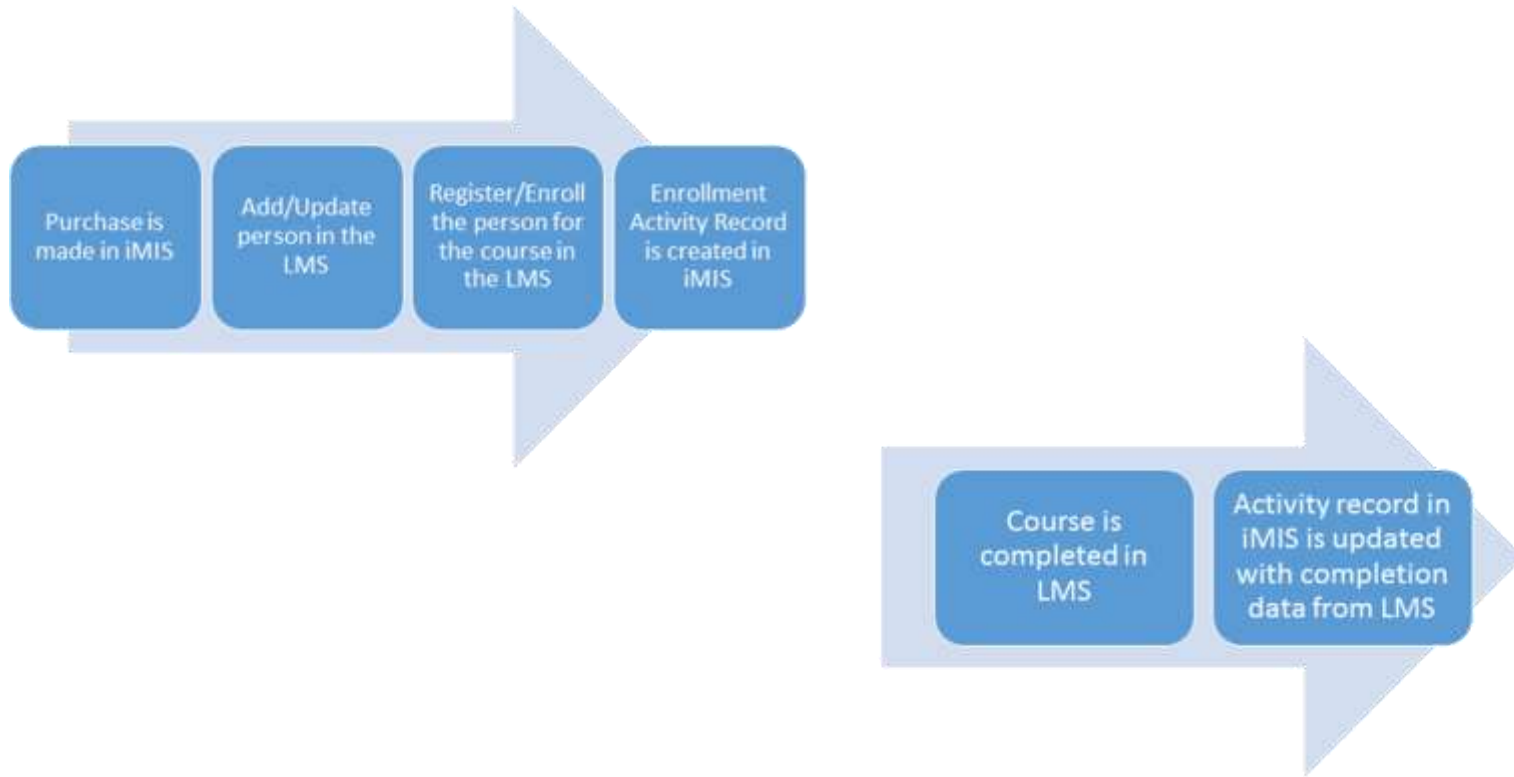 Purchase is
made in iMIS
Add/Update
person in the
LMS
Register/Enroll
the person for
the course in
the LMS
Enrollment
Activity Record
is created in
iMIS
Course is
completed in
LMS
Activity record in
iMIS is updated
with completion
data from LMS